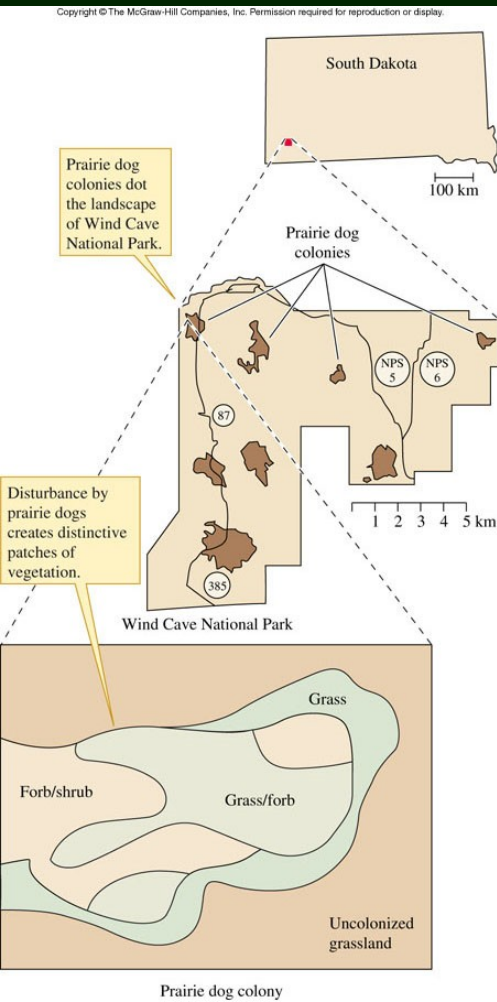 Copyright © The McGraw-Hill Companies, Inc. Permission required for reproduction or display.
South Dakota
100 km
Prairie dog
colonies dot
the landscape
of Wind Cave
National Park.
Prairie dog
colonies
NPS
5
NPS
6
87
Disturbance by
prairie dogs
creates distinctive
patches of
vegetation.
1 2 3 4 5 km
385
Wind Cave National Park
Grass
Forb/shrub
Grass/forb
Uncolonized
grassland
Prairie dog colony